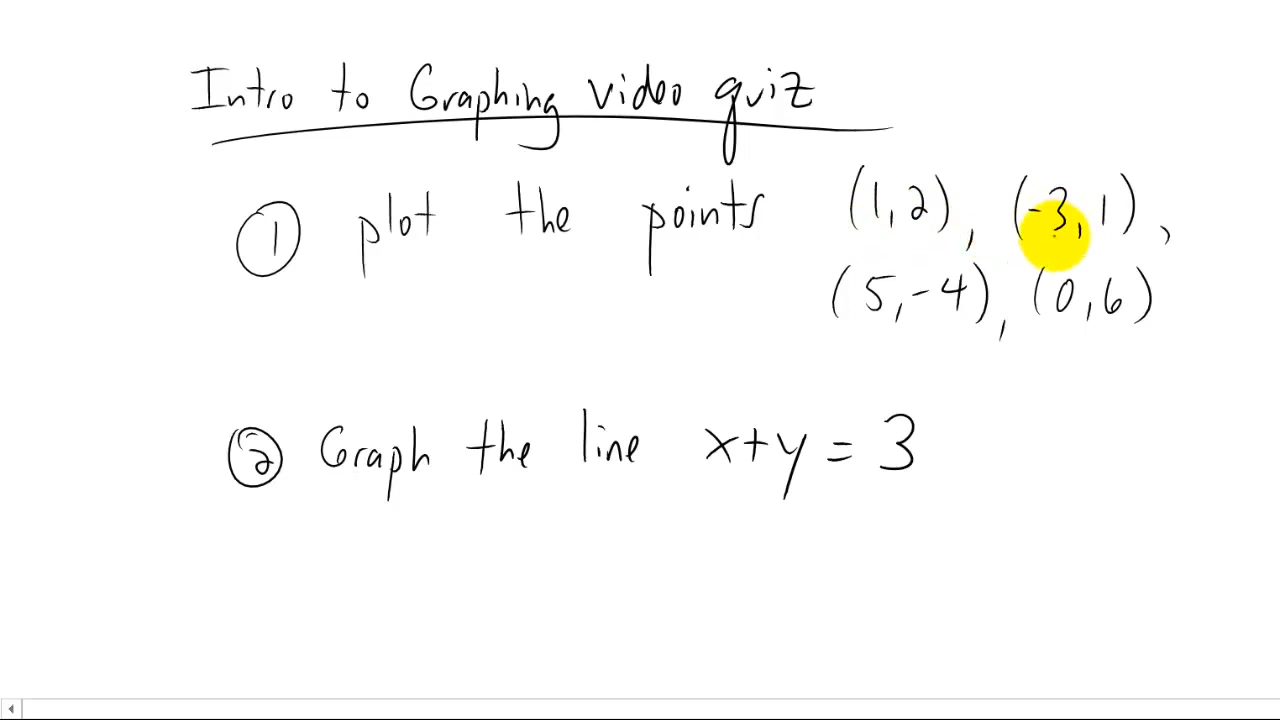 Intro to Graphing video quiz
① plot the points (1,2), (-3,1),
(5,-4), (0,6)
② Graph the line x+y=3